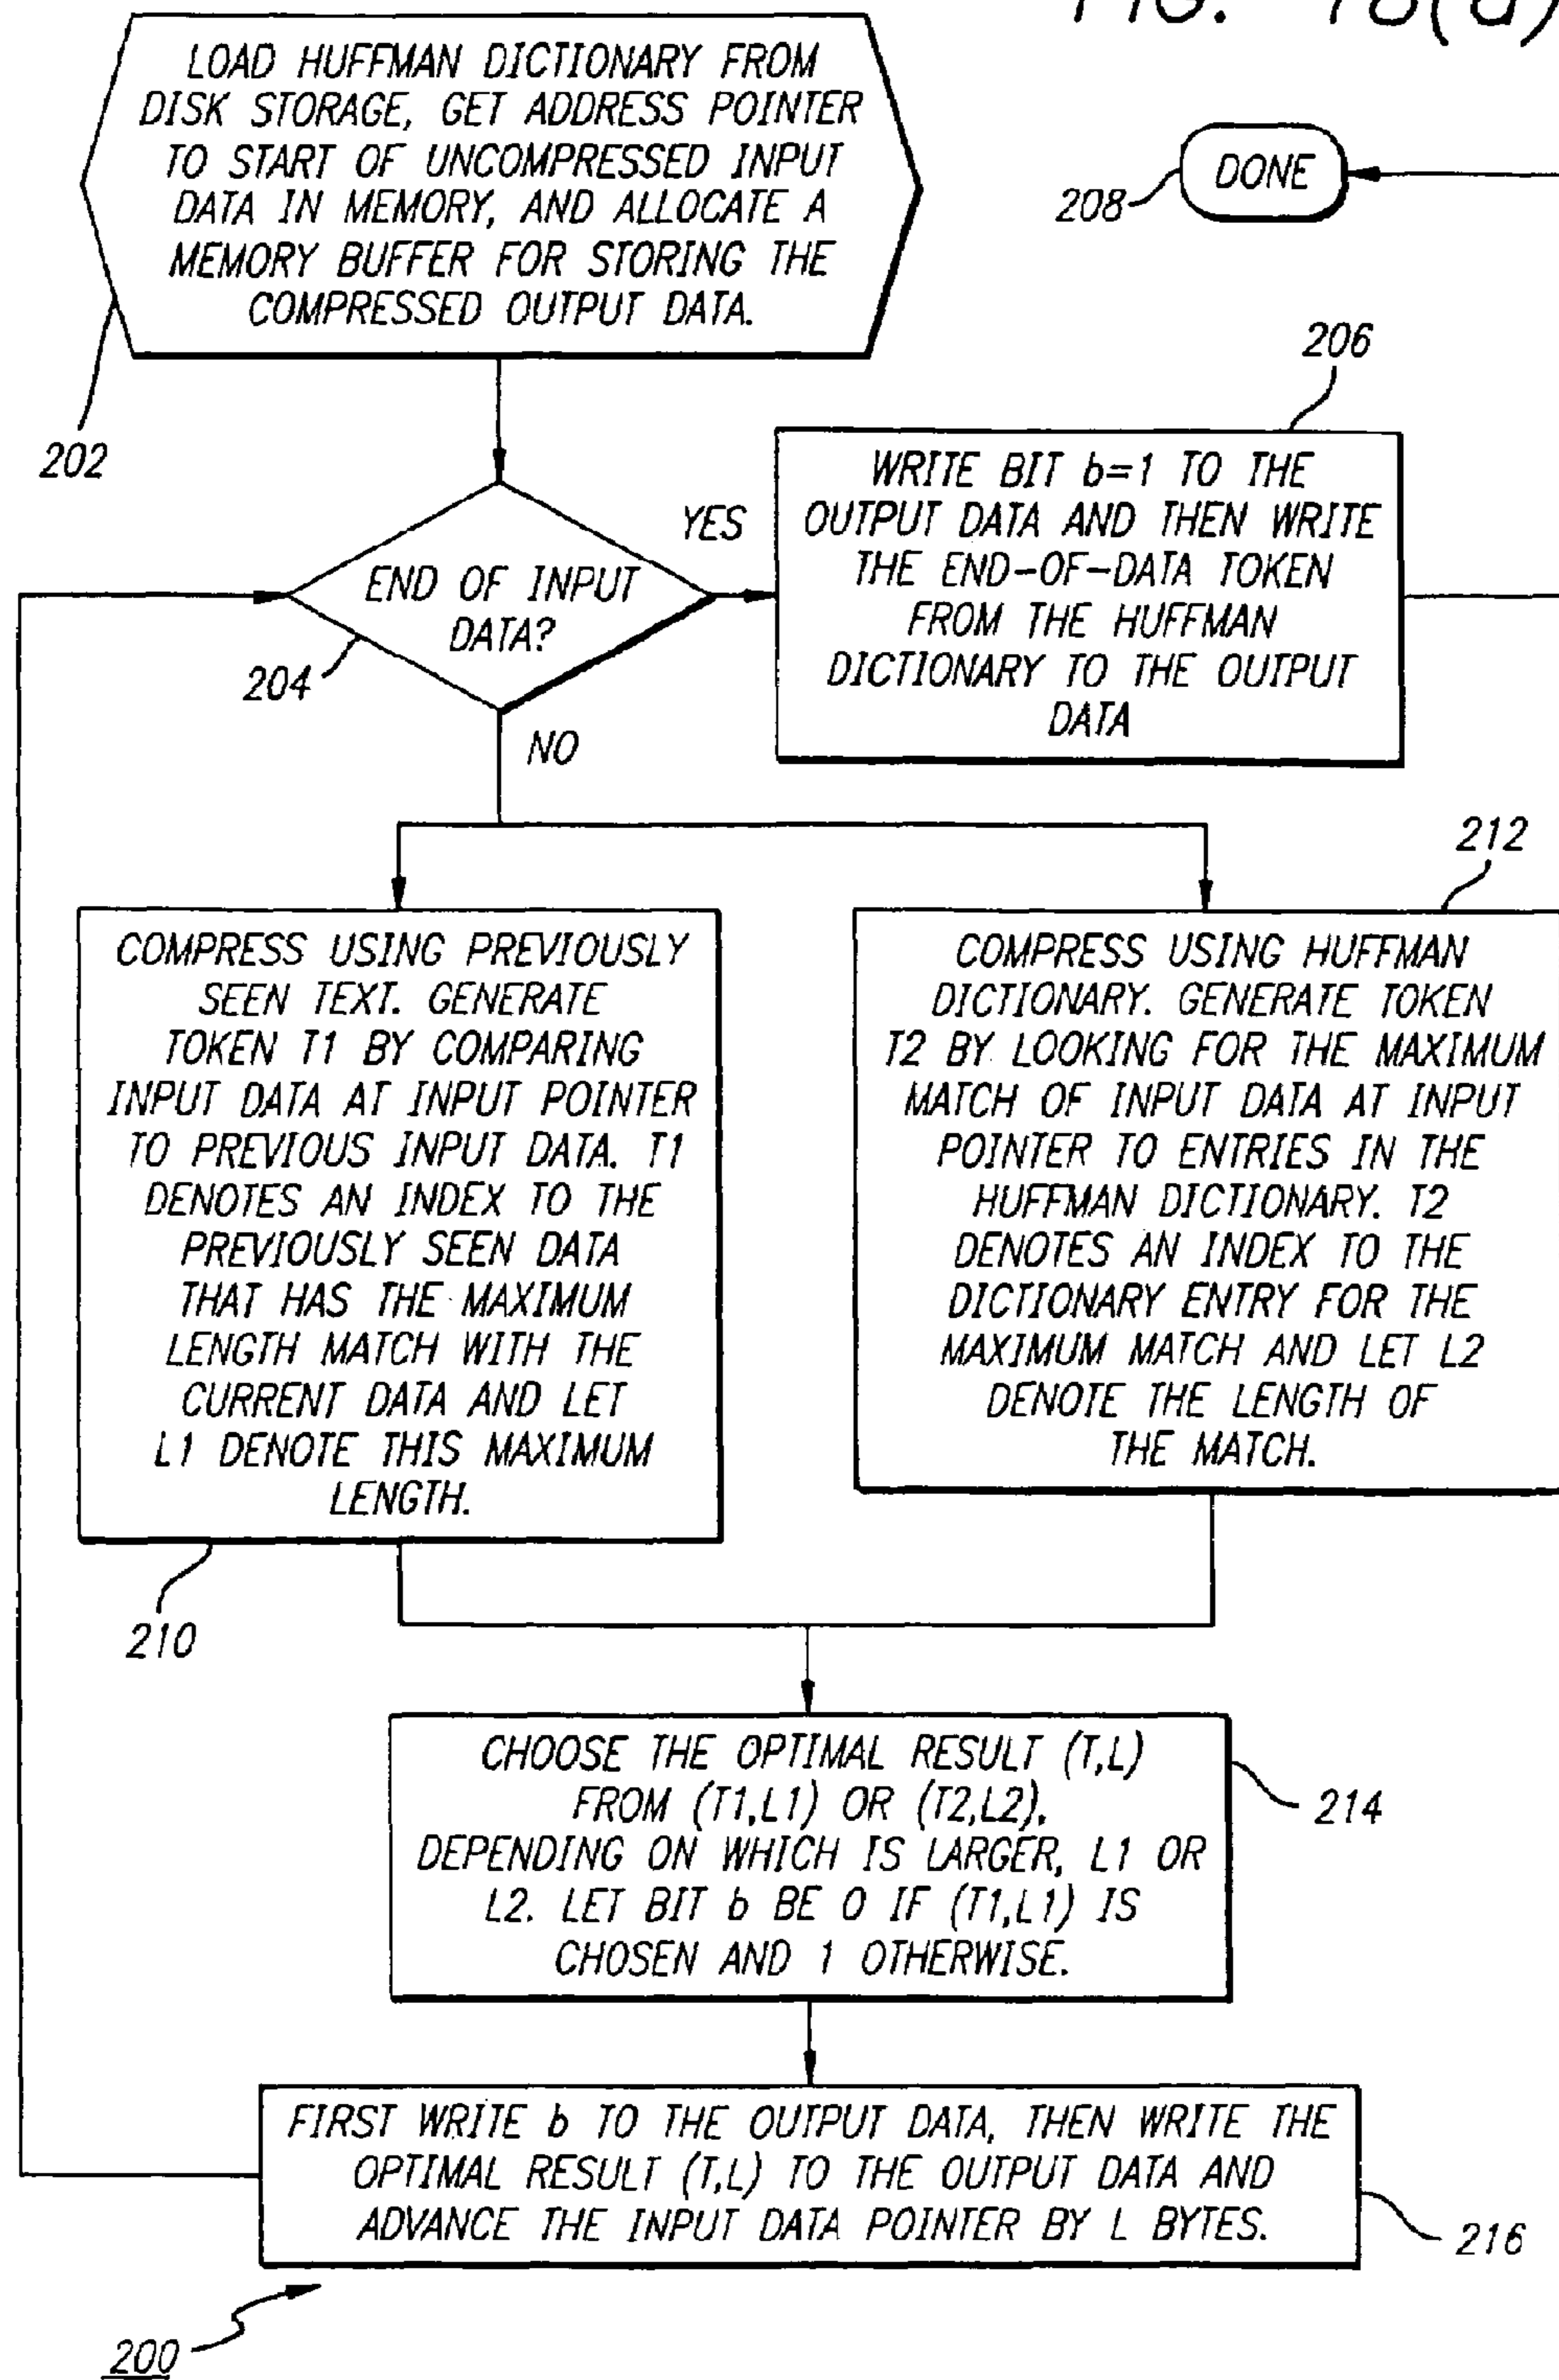 FIG. 18(a)
LOAD HUFFMAN DICTIONARY FROM
DISK STORAGE, GET ADDRESS POINTER
TO START OF UNCOMPRESSED INPUT
DATA IN MEMORY, AND ALLOCATE A
MEMORY BUFFER FOR STORING THE
COMPRESSED OUTPUT DATA.
202
208
DONE
206
WRITE BIT b=1 TO THE
OUTPUT DATA AND THEN WRITE
THE END-OF-DATA TOKEN
FROM THE HUFFMAN
DICTIONARY TO THE OUTPUT
DATA
YES
END OF INPUT
DATA?
204
NO
COMPRESS USING PREVIOUSLY
SEEN TEXT. GENERATE
TOKEN T1 BY COMPARING
INPUT DATA AT INPUT POINTER
TO PREVIOUS INPUT DATA. T1
DENOTES AN INDEX TO THE
PREVIOUSLY SEEN DATA
THAT HAS THE MAXIMUM
LENGTH MATCH WITH THE
CURRENT DATA AND LET
L1 DENOTE THIS MAXIMUM
LENGTH.
210
212
COMPRESS USING HUFFMAN
DICTIONARY. GENERATE TOKEN
T2 BY LOOKING FOR THE MAXIMUM
MATCH OF INPUT DATA AT INPUT
POINTER TO ENTRIES IN THE
HUFFMAN DICTIONARY. T2
DENOTES AN INDEX TO THE
DICTIONARY ENTRY FOR THE
MAXIMUM MATCH AND LET L2
DENOTE THE LENGTH OF
THE MATCH.
CHOOSE THE OPTIMAL RESULT (T,L)
FROM (T1,L1) OR (T2,L2).
DEPENDING ON WHICH IS LARGER, L1 OR
L2. LET BIT b BE 0 IF (T1,L1) IS
CHOSEN AND 1 OTHERWISE.
214
FIRST WRITE b TO THE OUTPUT DATA, THEN WRITE THE
OPTIMAL RESULT (T,L) TO THE OUTPUT DATA AND
ADVANCE THE INPUT DATA POINTER BY L BYTES.
216
200